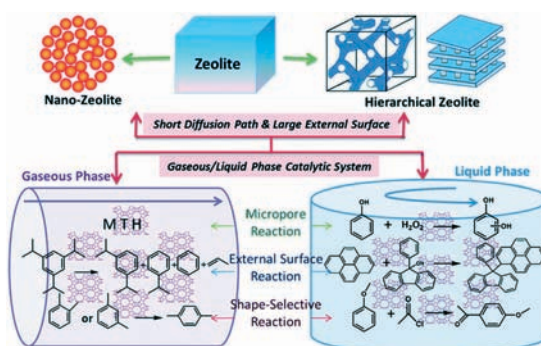 Zeolite
Nano-Zeolite
Hierarchical Zeolite
Short Diffusion Path & Large External Surface
Gaseous/Liquid Phase Catalytic System
Gaseous Phase
Liquid Phase
MTH
Micropore
Reaction
OH
+ H₂O₂
OH
OH
+ + +
External Surface
Reaction
+
or
Shape-Selective
Reaction
O
+
O
Cl
O
O